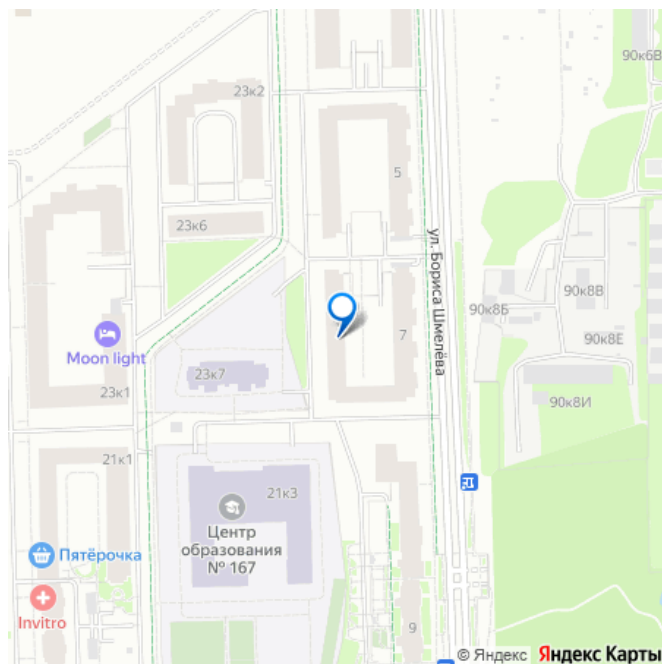 90к6В
23к2
5
23к6
ул. Бориса Шмелёва
90к8В
90к8Б
7
90к8Е
Moon light
23к7
23к1
90к8И
21к1
21к3
Центр
образования
№ 167
Пятёрочка
Invitro
9
© Яндекс Яндекс Карты